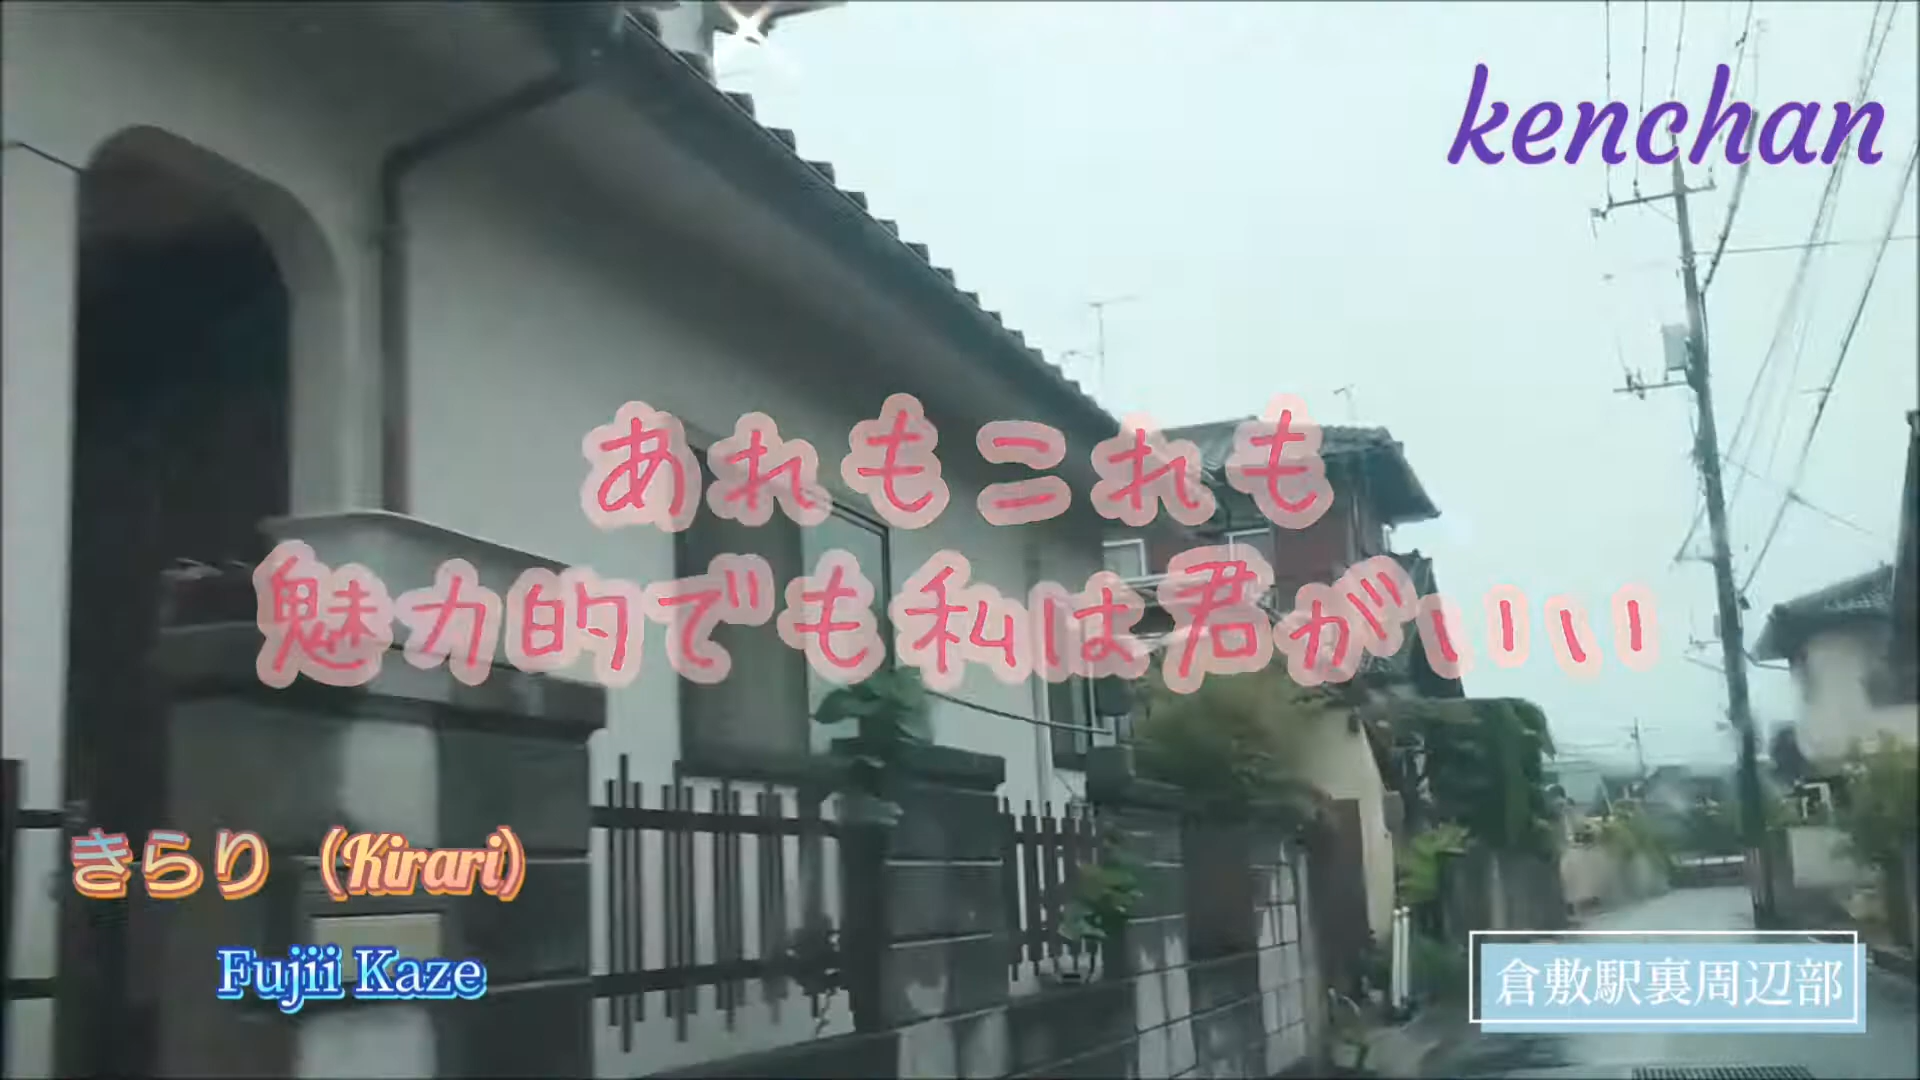 kenchan
あれもこれも
魅力的でも私は君がいいい
きらり（Kirari）
Fujii Kaze
倉敷駅裏周辺部